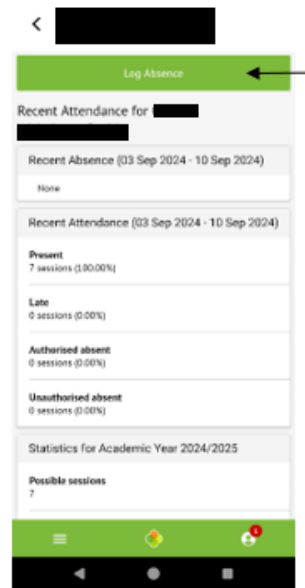 Log Absence
Recent Attendance for
Recent Absence (03 Sep 2024 - 10 Sep 2024)
None
Recent Attendance (03 Sep 2024 - 10 Sep 2024)
Present
7 sessions (100.00%)
Late
0 sessions (0.00%)
Authorised absent
0 sessions (0.00%)
Unauthorised absent
0 sessions (0.00%)
Statistics for Academic Year 2024/2025
Possible sessions
7